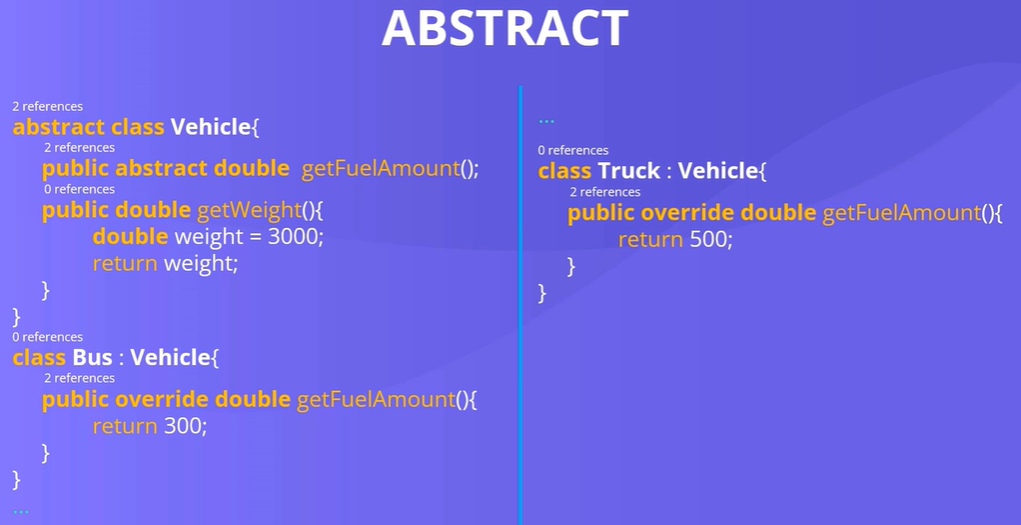 ABSTRACT
2 references
abstract class Vehicle{
2 references
public abstract double getFuelAmount();
0 references
public double getWeight(){
double weight = 3000;
return weight;
}
}
0 references
class Bus : Vehicle{
2 references
public override double getFuelAmount(){
return 300;
}
}
...
...
0 references
class Truck : Vehicle{
2 references
public override double getFuelAmount(){
return 500;
}
}